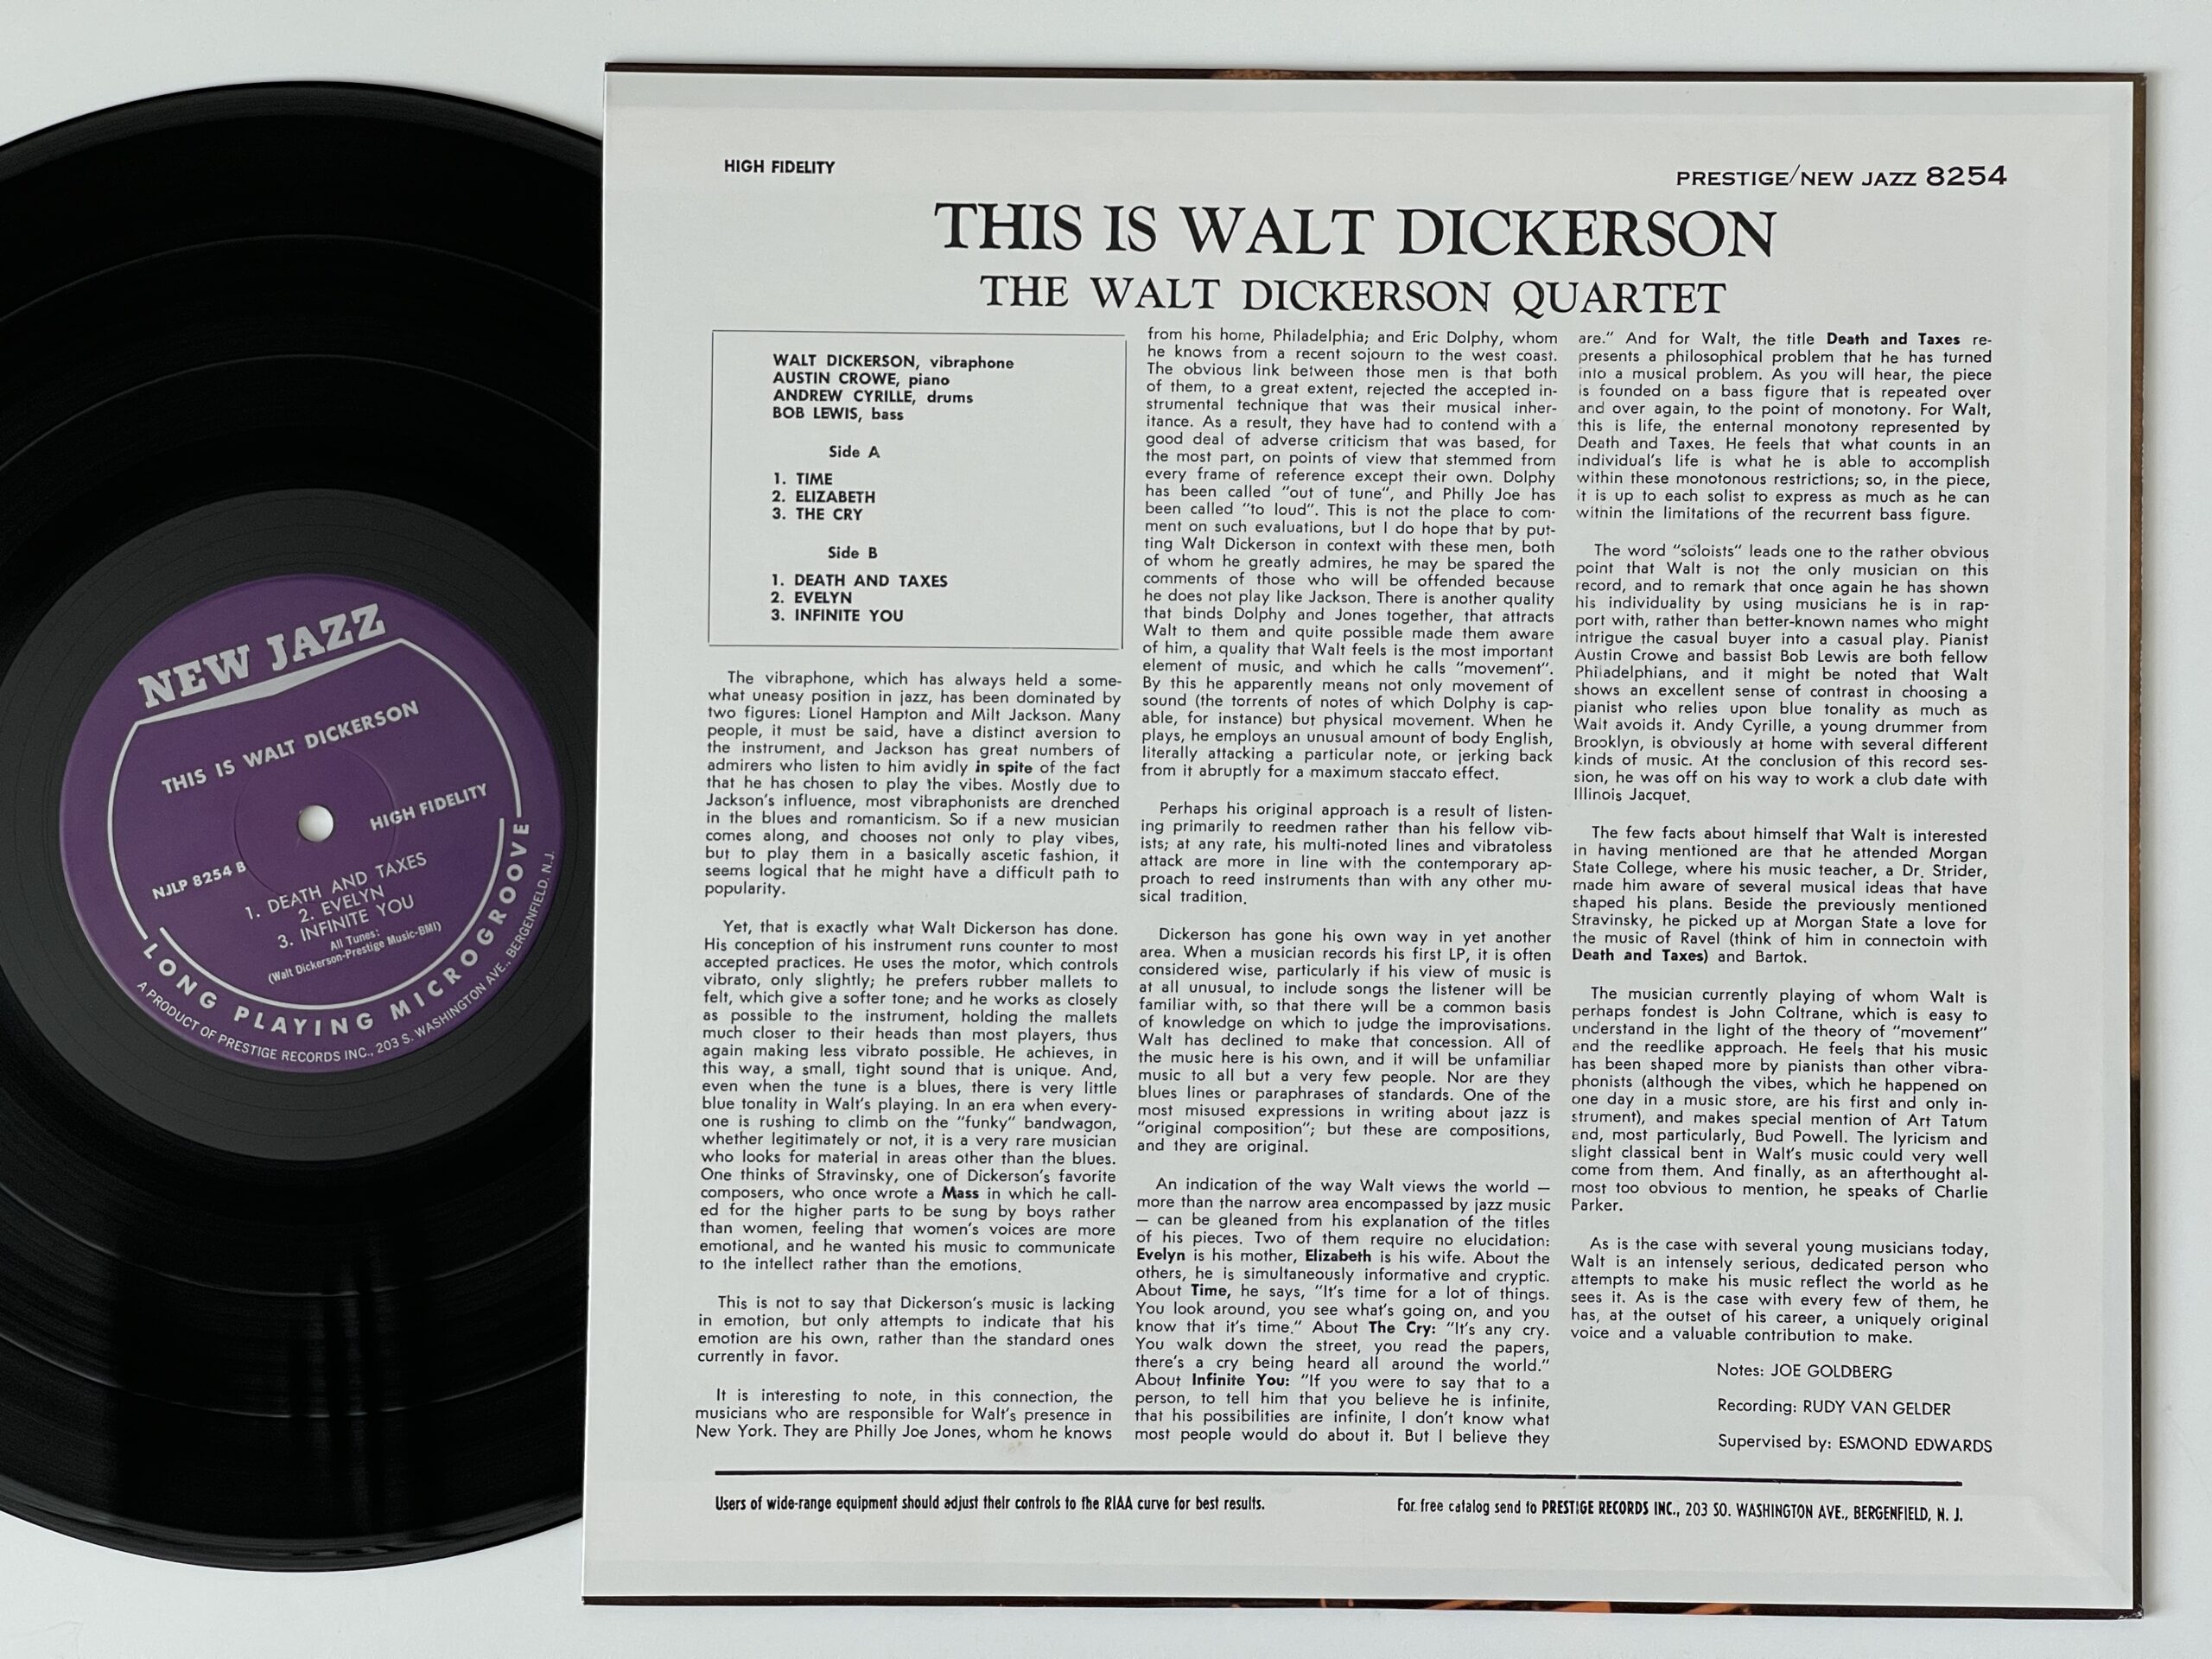 NEW JAZZ
THIS IS WALT DICKERSON
HIGH FIDELITY
NJLP 8254 B
1. DEATH AND TAXES
2. EVELYN
3. INFINITE YOU
All Tunes:
(Walt Dickerson-Prestige Music-BMI)
LONG PLAYING MICROGROOVE
A PRODUCT OF PRESTIGE RECORDS INC., 203 S. WASHINGTON AVE., BERGENFIELD, N.J.
HIGH FIDELITY
PRESTIGE/NEW JAZZ 8254
THIS IS WALT DICKERSON
THE WALT DICKERSON QUARTET
WALT DICKERSON, vibraphone
AUSTIN CROWE, piano
ANDREW CYRILLE, drums
BOB LEWIS, bass
Side A
1. TIME
2. ELIZABETH
3. THE CRY
Side B
1. DEATH AND TAXES
2. EVELYN
3. INFINITE YOU
The vibraphone, which has always held a some-
what uneasy position in jazz, has been dominated by
two figures: Lionel Hampton and Milt Jackson. Many
people, it must be said, have a distinct aversion to
the instrument, and Jackson has great numbers of
admirers who listen to him avidly in spite of the fact
that he has chosen to play the vibes. Mostly due to
Jackson's influence, most vibraphonists are drenched
in the blues and romanticism. So if a new musician
comes along, and chooses not only to play vibes,
but to play them in a basically ascetic fashion, it
seems logical that he might have a difficult path to
popularity.
Yet, that is exactly what Walt Dickerson has done.
His conception of his instrument runs counter to most
accepted practices. He uses the motor, which controls
vibrato, only slightly; he prefers rubber mallets to
felt, which give a softer tone; and he works as closely
as possible to the instrument, holding the mallets
much closer to their heads than most players, thus
again making less vibrato possible. He achieves, in
this way, a small, tight sound that is unique. And,
even when the tune is a blues, there is very little
blue tonality in Walt's playing. In an era when every-
one is rushing to climb on the "funky" bandwagon,
whether legitimately or not, it is a very rare musician
who looks for material in areas other than the blues.
One thinks of Stravinsky, one of Dickerson's favorite
composers, who once wrote a Mass in which he call-
ed for the higher parts to be sung by boys rather
than women, feeling that women's voices are more
emotional, and he wanted his music to communicate
to the intellect rather than the emotions.
This is not to say that Dickerson's music is lacking
in emotion, but only attempts to indicate that his
emotion are his own, rather than the standard ones
currently in favor.
It is interesting to note, in this connection, the
musicians who are responsible for Walt's presence in
New York. They are Philly Joe Jones, whom he knows
from his home, Philadelphia; and Eric Dolphy, whom
he knows from a recent sojourn to the west coast.
The obvious link between those men is that both
of them, to a great extent, rejected the accepted in-
strumental technique that was their musical inher-
itance. As a result, they have had to contend with a
good deal of adverse criticism that was based, for
the most part, on points of view that stemmed from
every frame of reference except their own. Dolphy
has been called "out of tune", and Philly Joe has
been called "to loud". This is not the place to com-
ment on such evaluations, but I do hope that by put-
ting Walt Dickerson in context with these men, both
of whom he greatly admires, he may be spared the
comments of those who will be offended because
he does not play like Jackson. There is another quality
that binds Dolphy and Jones together, that attracts
Walt to them and quite possible made them aware
of him, a quality that Walt feels is the most important
element of music, and which he calls "movement".
By this he apparently means not only movement of
sound (the torrents of notes of which Dolphy is cap-
able, for instance) but physical movement. When he
plays, he employs an unusual amount of body English,
literally attacking a particular note, or jerking back
from it abruptly for a maximum staccato effect.
Perhaps his original approach is a result of listen-
ing primarily to reedmen rather than his fellow vib-
ists; at any rate, his multi-noted lines and vibratoless
attack are more in line with the contemporary ap-
proach to reed instruments than with any other mu-
sical tradition.
Dickerson has gone his own way in yet another
area. When a musician records his first LP, it is often
considered wise, particularly if his view of music is
at all unusual, to include songs the listener will be
familiar with, so that there will be a common basis
of knowledge on which to judge the improvisations.
Walt has declined to make that concession. All of
the music here is his own, and it will be unfamiliar
music to all but a very few people. Nor are they
blues lines or paraphrases of standards. One of the
most misused expressions in writing about jazz is
"original composition"; but these are compositions,
and they are original.
An indication of the way Walt views the world —
more than the narrow area encompassed by jazz music
— can be gleaned from his explanation of the titles
of his pieces. Two of them require no elucidation:
Evelyn is his mother, Elizabeth is his wife. About the
others, he is simultaneously informative and cryptic.
About Time, he says, "It's time for a lot of things.
You look around, you see what's going on, and you
know that it's time." About The Cry: "It's any cry.
You walk down the street, you read the papers,
there's a cry being heard all around the world."
About Infinite You: "If you were to say that to a
person, to tell him that you believe he is infinite,
that his possibilities are infinite, I don't know what
most people would do about it. But I believe they
are." And for Walt, the title Death and Taxes re-
presents a philosophical problem that he has turned
into a musical problem. As you will hear, the piece
is founded on a bass figure that is repeated over
and over again, to the point of monotony. For Walt,
this is life, the enternal monotony represented by
Death and Taxes. He feels that what counts in an
individual's life is what he is able to accomplish
within these monotonous restrictions; so, in the piece,
it is up to each solist to express as much as he can
within the limitations of the recurrent bass figure.
The word "soloists" leads one to the rather obvious
point that Walt is not the only musician on this
record, and to remark that once again he has shown
his individuality by using musicians he is in rap-
port with, rather than better-known names who might
intrigue the casual buyer into a casual play. Pianist
Austin Crowe and bassist Bob Lewis are both fellow
Philadelphians, and it might be noted that Walt
shows an excellent sense of contrast in choosing a
pianist who relies upon blue tonality as much as
Walt avoids it. Andy Cyrille, a young drummer from
Brooklyn, is obviously at home with several different
kinds of music. At the conclusion of this record ses-
sion, he was off on his way to work a club date with
Illinois Jacquet.
The few facts about himself that Walt is interested
in having mentioned are that he attended Morgan
State College, where his music teacher, a Dr. Strider,
made him aware of several musical ideas that have
shaped his plans. Beside the previously mentioned
Stravinsky, he picked up at Morgan State a love for
the music of Ravel (think of him in connectoin with
Death and Taxes) and Bartok.
The musician currently playing of whom Walt is
perhaps fondest is John Coltrane, which is easy to
understand in the light of the theory of "movement"
and the reedlike approach. He feels that his music
has been shaped more by pianists than other vibra-
phonists (although the vibes, which he happened on
one day in a music store, are his first and only in-
strument), and makes special mention of Art Tatum
and, most particularly, Bud Powell. The lyricism and
slight classical bent in Walt's music could very well
come from them. And finally, as an afterthought al-
most too obvious to mention, he speaks of Charlie
Parker.
As is the case with several young musicians today,
Walt is an intensely serious, dedicated person who
attempts to make his music reflect the world as he
sees it. As is the case with every few of them, he
has, at the outset of his career, a uniquely original
voice and a valuable contribution to make.
Notes: JOE GOLDBERG
Recording: RUDY VAN GELDER
Supervised by: ESMOND EDWARDS
Users of wide-range equipment should adjust their controls to the RIAA curve for best results.
For free catalog send to PRESTIGE RECORDS INC., 203 SO. WASHINGTON AVE., BERGENFIELD, N. J.